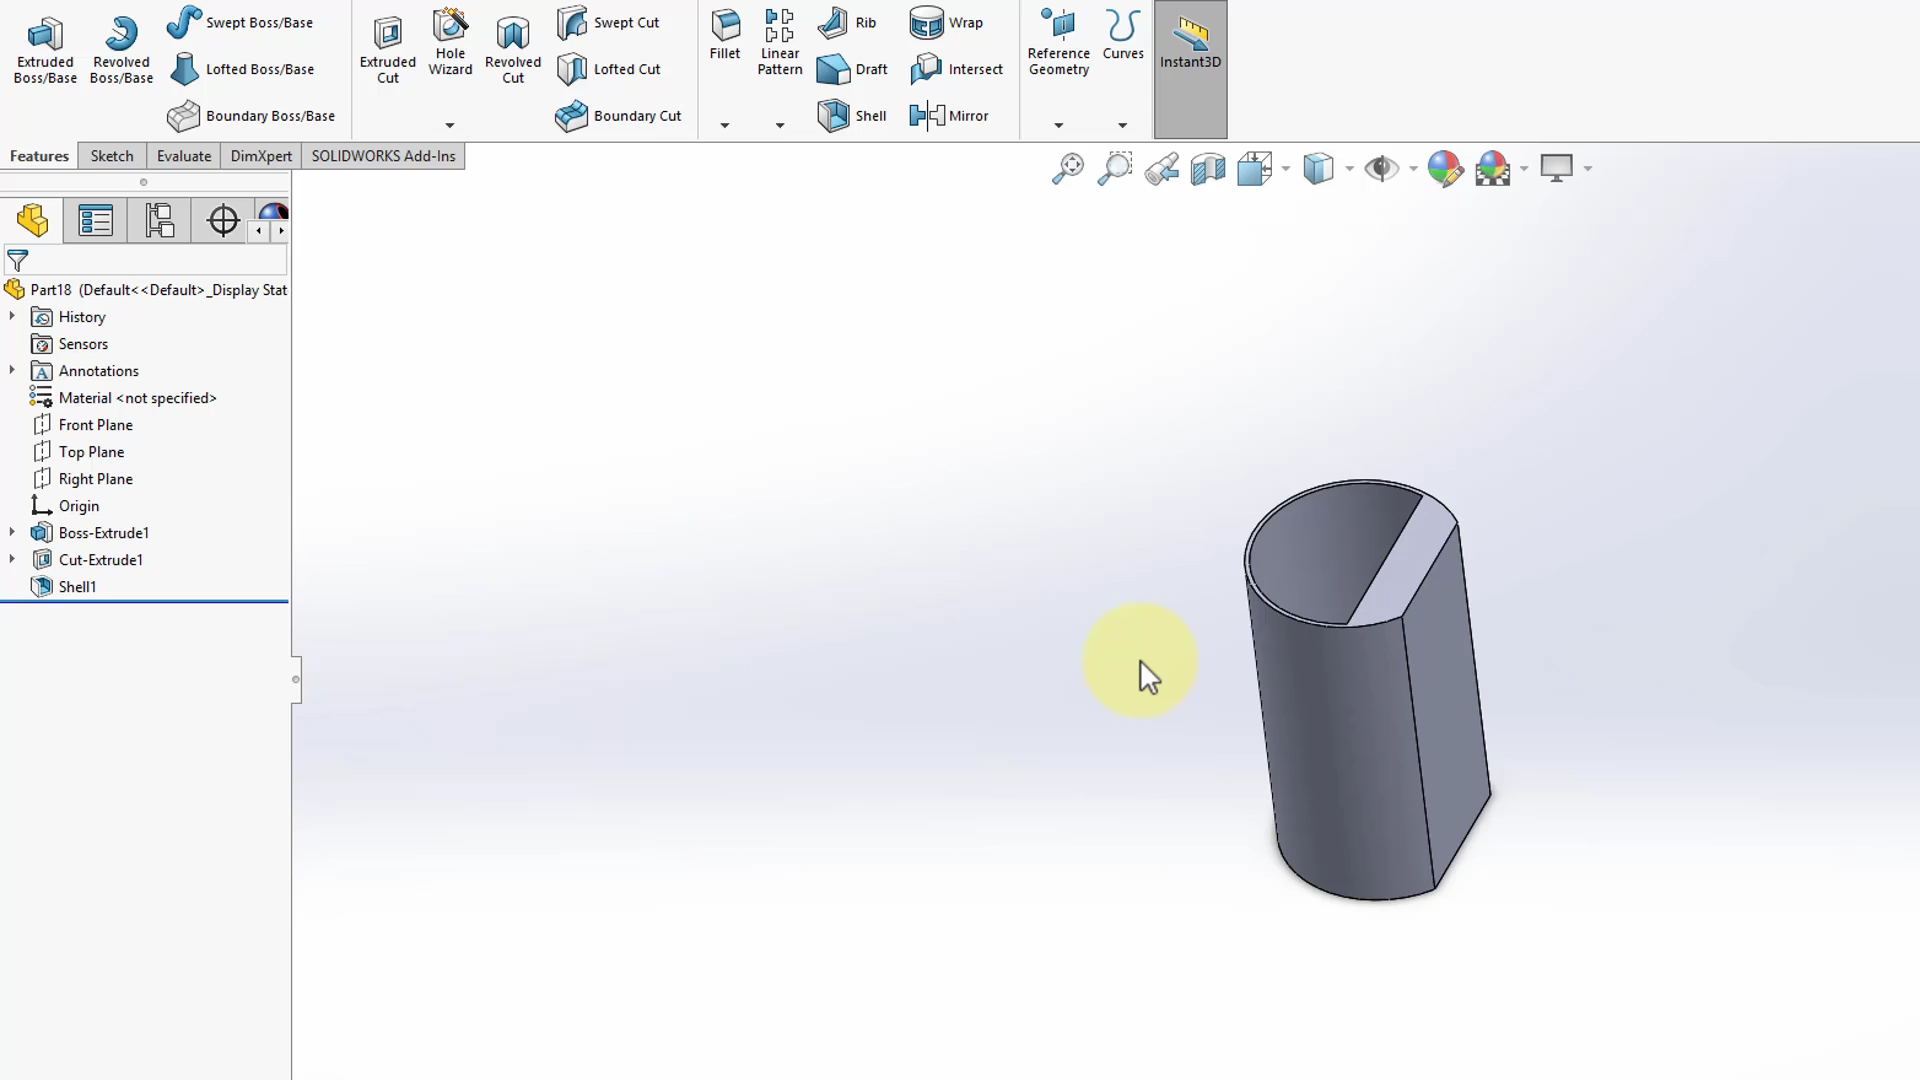 Extruded Boss/Base
Revolved Boss/Base
Swept Boss/Base
Lofted Boss/Base
Boundary Boss/Base
Extruded Cut
Hole Wizard
Revolved Cut
Swept Cut
Lofted Cut
Boundary Cut
Fillet
Linear Pattern
Rib
Draft
Shell
Wrap
Intersect
Mirror
Reference Geometry
Curves
Instant3D
Features
Sketch
Evaluate
DimXpert
SOLIDWORKS Add-Ins
Part18 (Default<<Default>_Display Stat
History
Sensors
A Annotations
Material <not specified>
Front Plane
Top Plane
Right Plane
Origin
Boss-Extrude1
Cut-Extrude1
Shell1